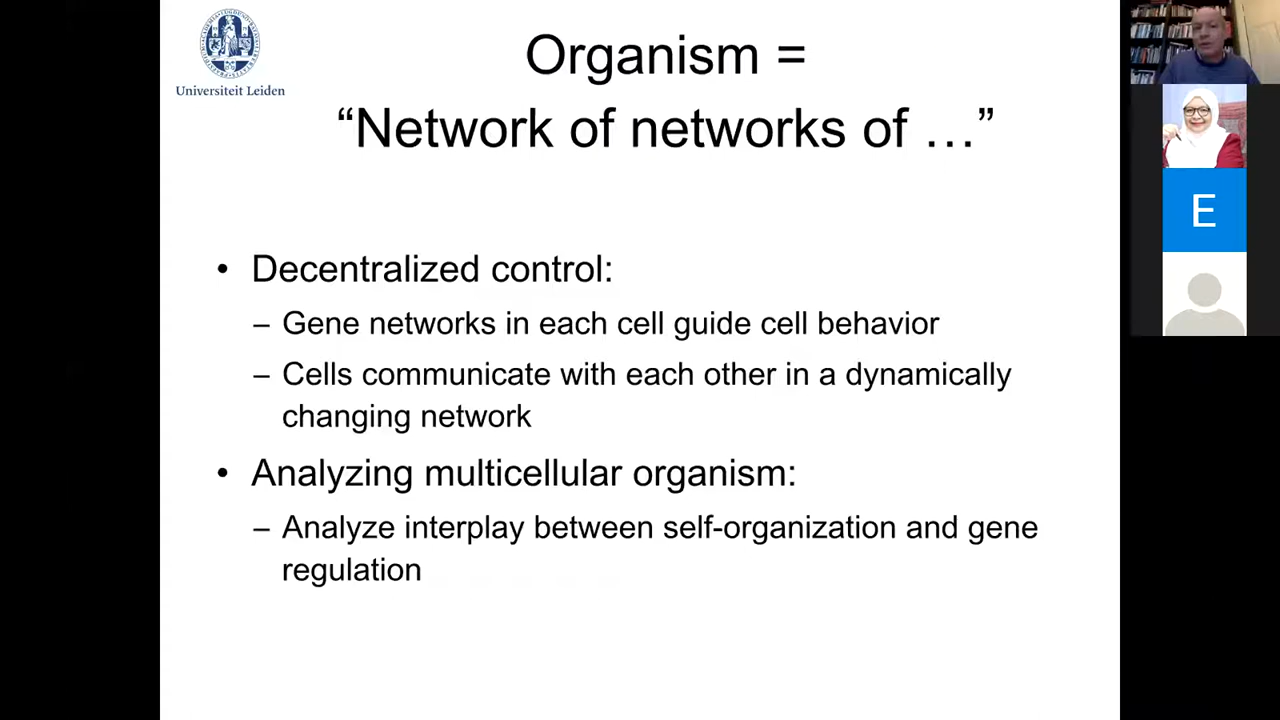 Universiteit Leiden
Organism =
“Network of networks of …”
• Decentralized control:
– Gene networks in each cell guide cell behavior
– Cells communicate with each other in a dynamically
changing network
• Analyzing multicellular organism:
– Analyze interplay between self-organization and gene
regulation
E